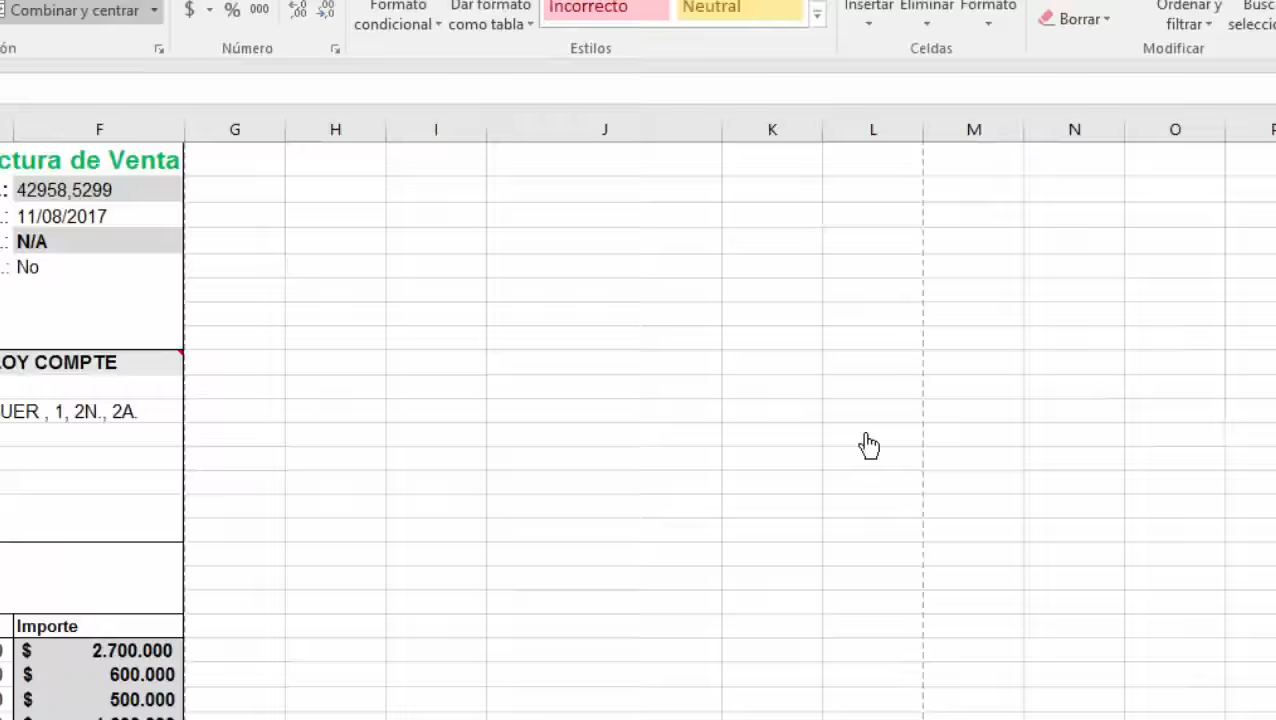 Combinar y centrar
$ % 000
,00 ,00
Formato
condicional
Dar formato
como tabla
Incorrecto
Neutral
Insertar Eliminar Formato
Borrar
Ordenar y
filtrar
Número
Estilos
Celdas
Modificar
F G H I J K L M N O
ctura de Venta
.: 42958,5299
.: 11/08/2017
.: N/A
.: No
OY COMPTE
UER , 1, 2N., 2A.
Importe
$ 2.700.000
$ 600.000
$ 500.000